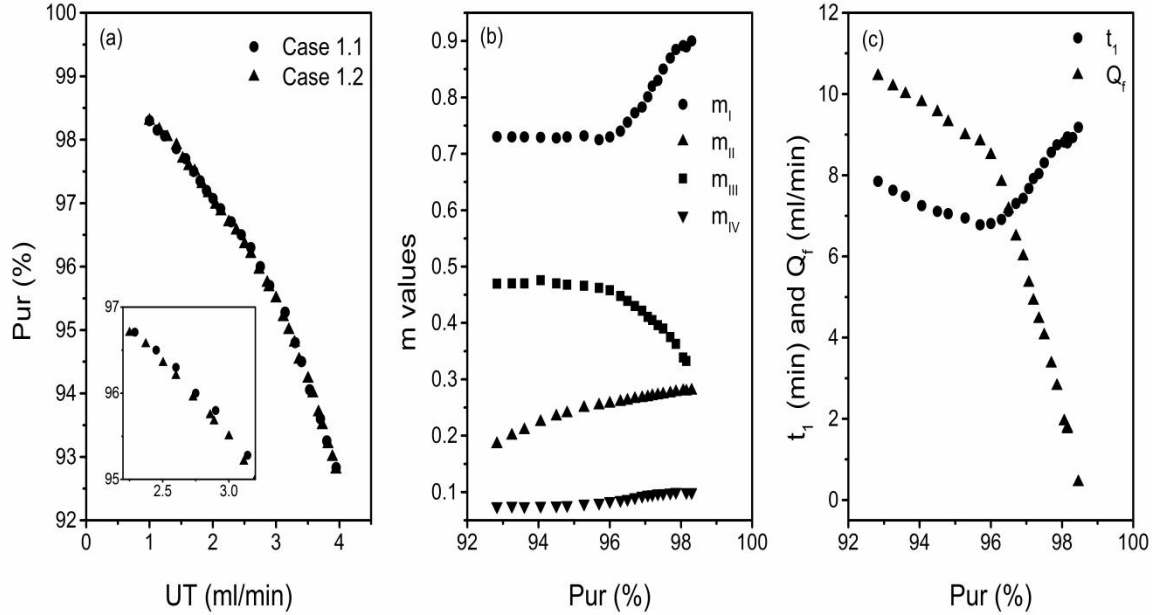 (a)
Case 1.1
Case 1.2
Pur (%)
100
99
98
97
96
95
94
93
92
97
96
95
2.5
3.0
0
1
2
3
4
UT (ml/min)
(b)
m_I
m_II
m_III
m_IV
m values
0.9
0.8
0.7
0.6
0.5
0.4
0.3
0.2
0.1
92
94
96
98
100
Pur (%)
(c)
t_1
Q_f
t_1 (min) and Q_f (ml/min)
12
10
8
6
4
2
0
92
94
96
98
100
Pur (%)